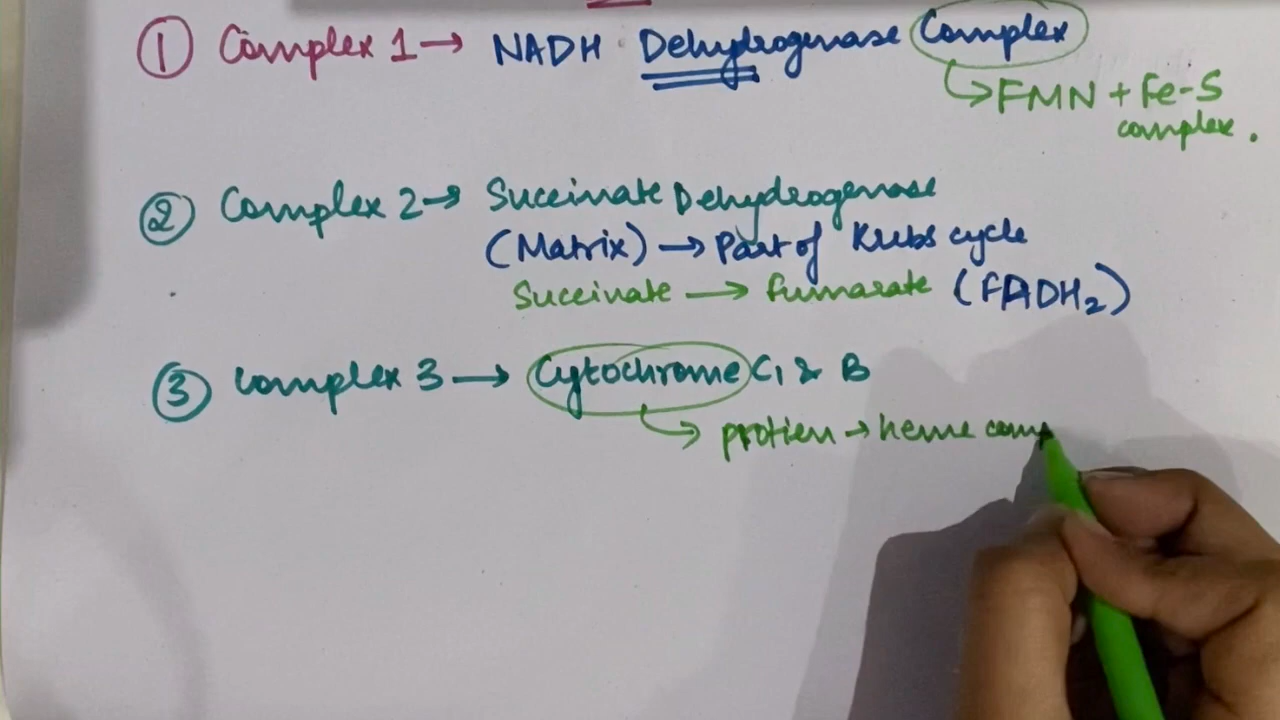 ① Complex 1 → NADH Dehydrogenase Complex
→ FMN + Fe-S
complex.
② Complex 2 → Succinate Dehydrogenase
(Matrix) → Part of Krebs cycle
Succinate → fumarate (FADH₂)
③ Complex 3 → Cytochrome C₁ & B
→ protien → heme comp